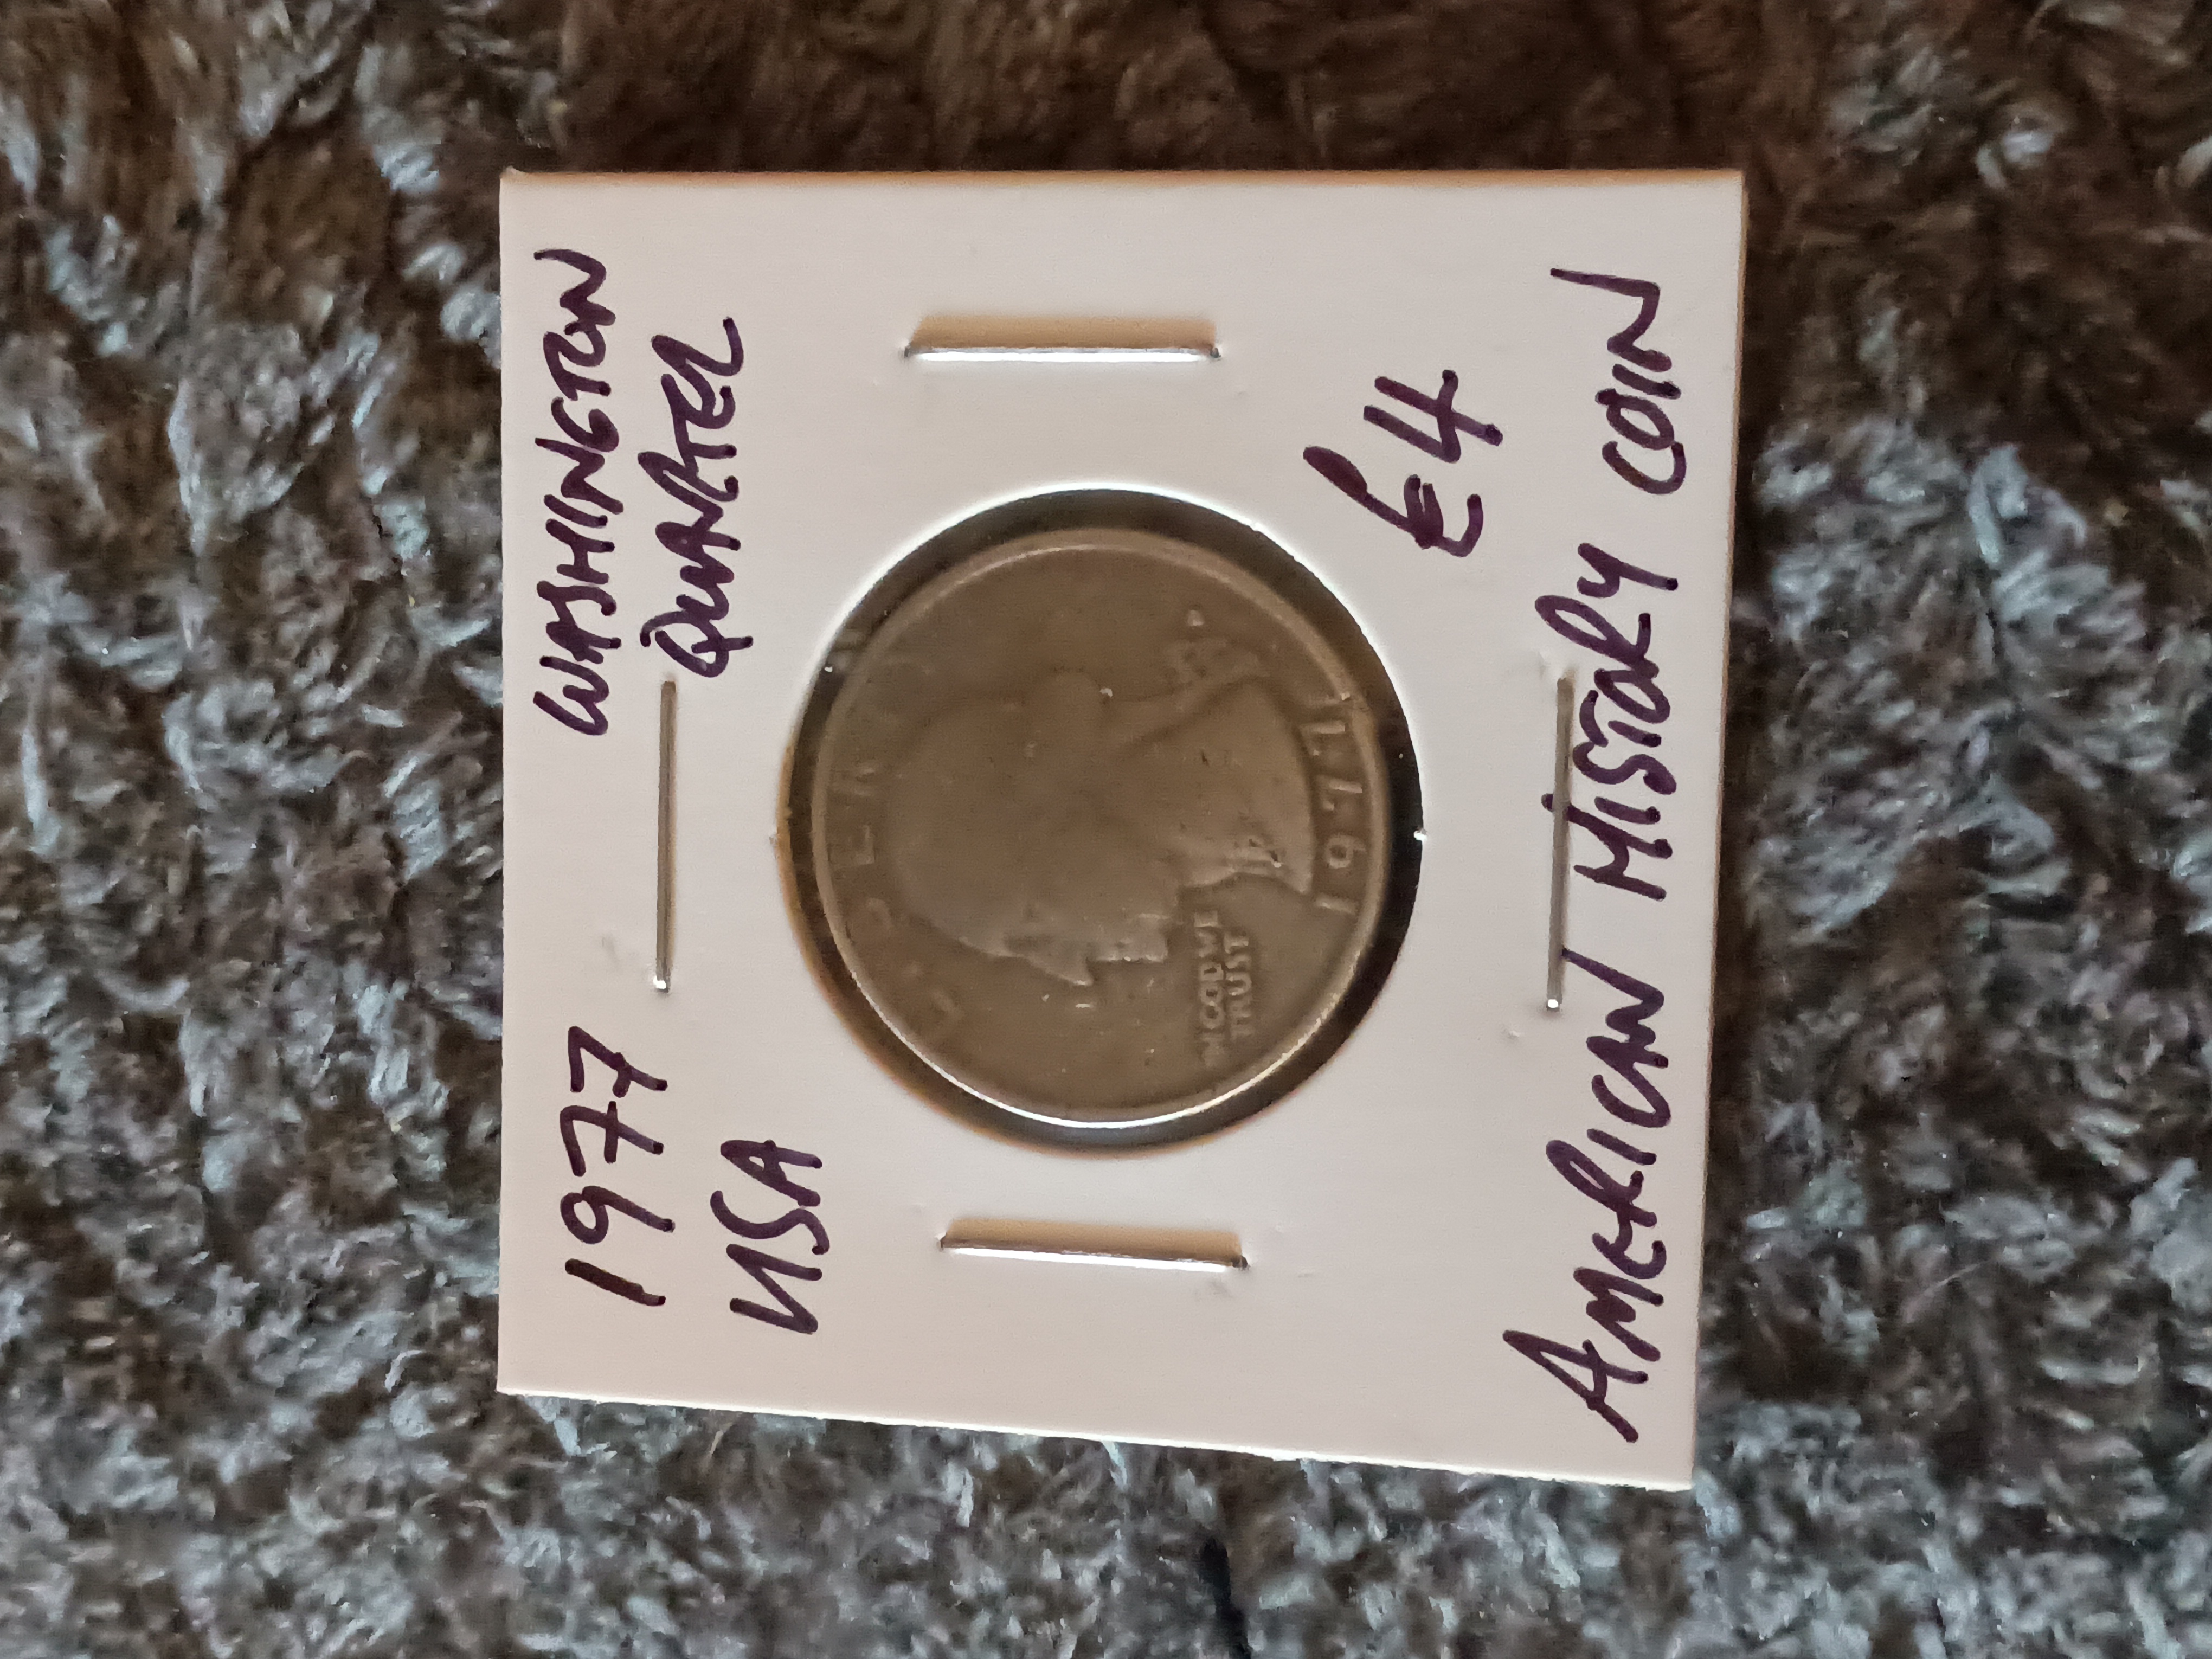 1977 WASHINGTON
USA QUARTER
IN GOD WE
TRUST
1977
£4
AMERICAN HISTORY COIN